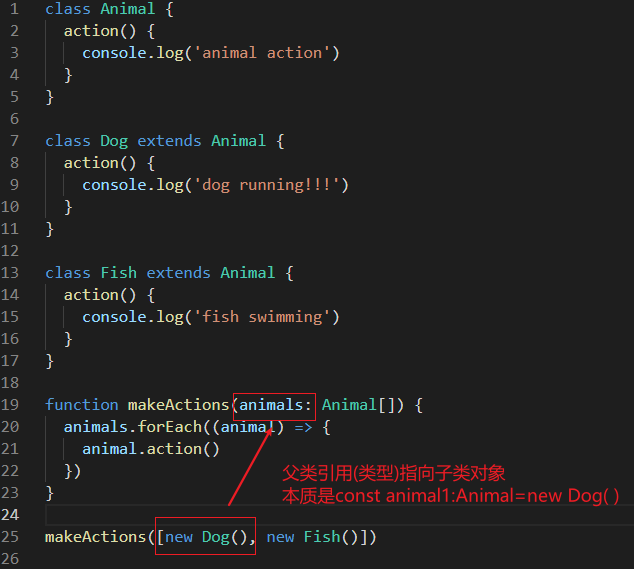 1 class Animal {
2 action() {
3 console.log('animal action')
4 }
5 }
6
7 class Dog extends Animal {
8 action() {
9 console.log('dog running!!!')
10 }
11 }
12
13 class Fish extends Animal {
14 action() {
15 console.log('fish swimming')
16 }
17 }
18
19 function makeActions(animals: Animal[]) {
20 animals.forEach((animal) => {
21 animal.action()
22 })
父类引用(类型)指向子类对象
本质是const animal1:Animal=new Dog( )
23 }
24
25 makeActions([new Dog(), new Fish()])
26